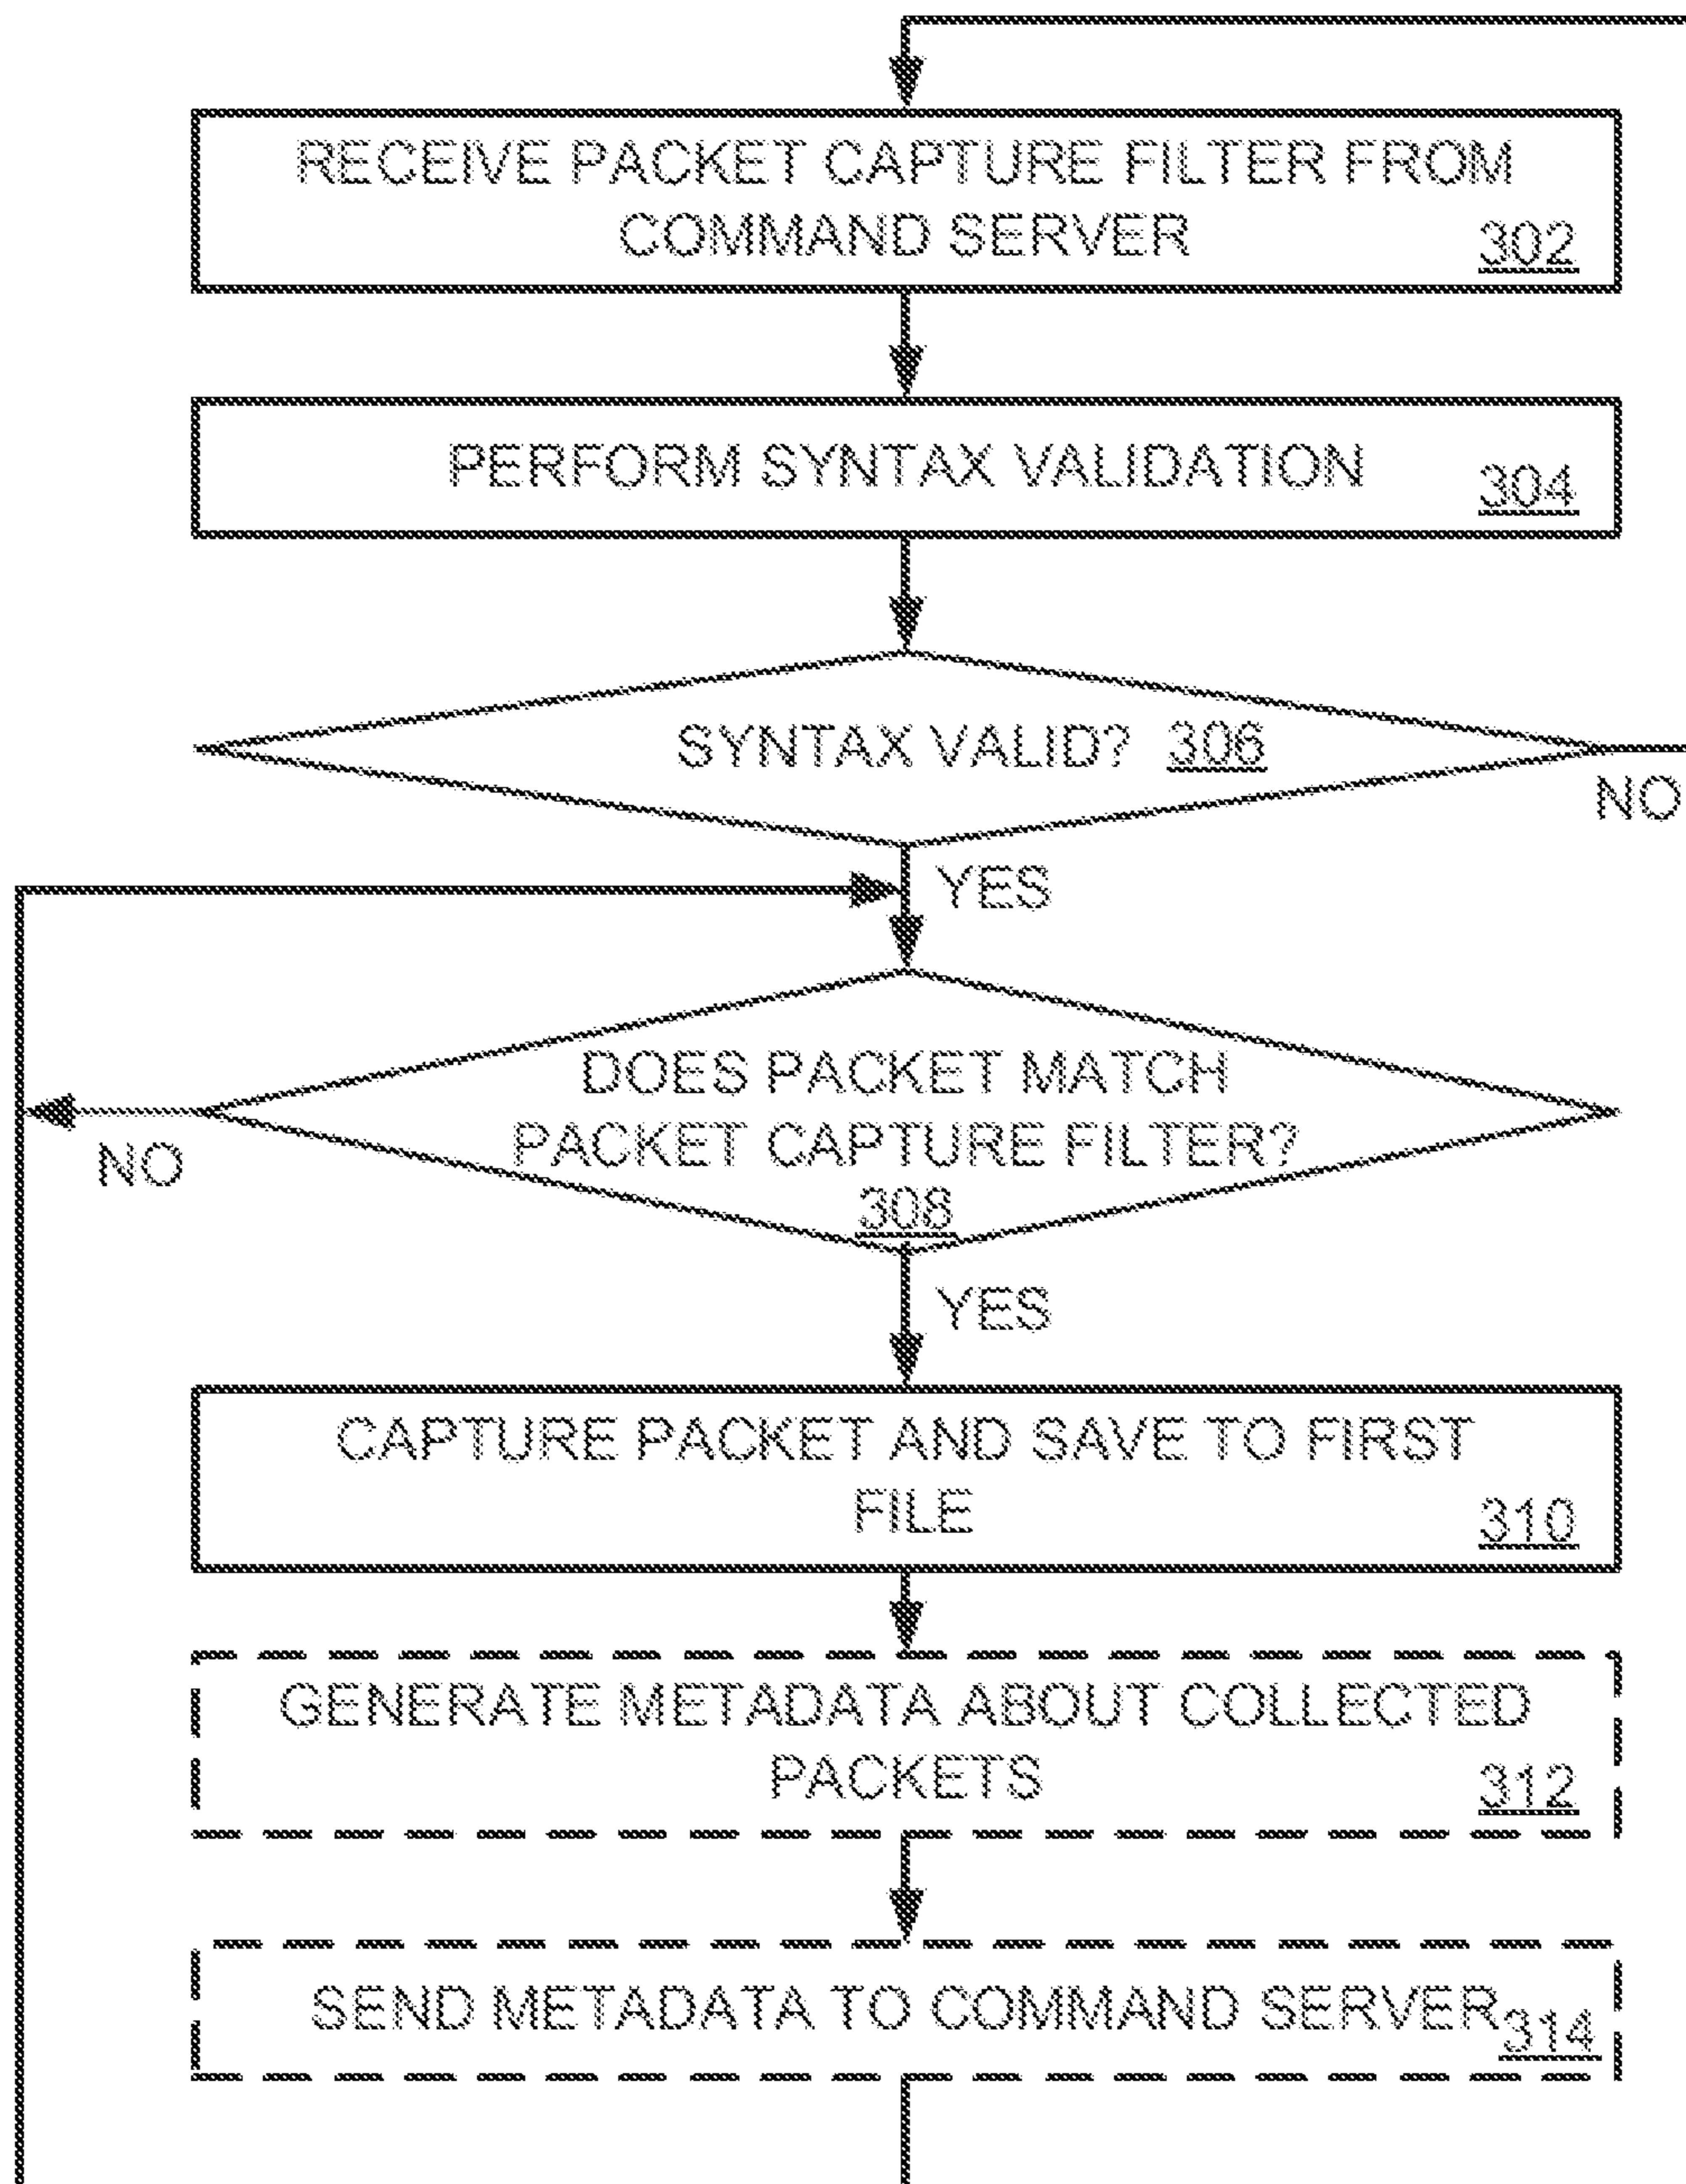 RECEIVE PACKET CAPTURE FILTER FROM
COMMAND SERVER
302
PERFORM SYNTAX VALIDATION
304
SYNTAX VALID? 306
NO
YES
DOES PACKET MATCH
PACKET CAPTURE FILTER?
308
NO
YES
CAPTURE PACKET AND SAVE TO FIRST
FILE
310
GENERATE METADATA ABOUT COLLECTED
PACKETS
312
SEND METADATA TO COMMAND SERVER
314